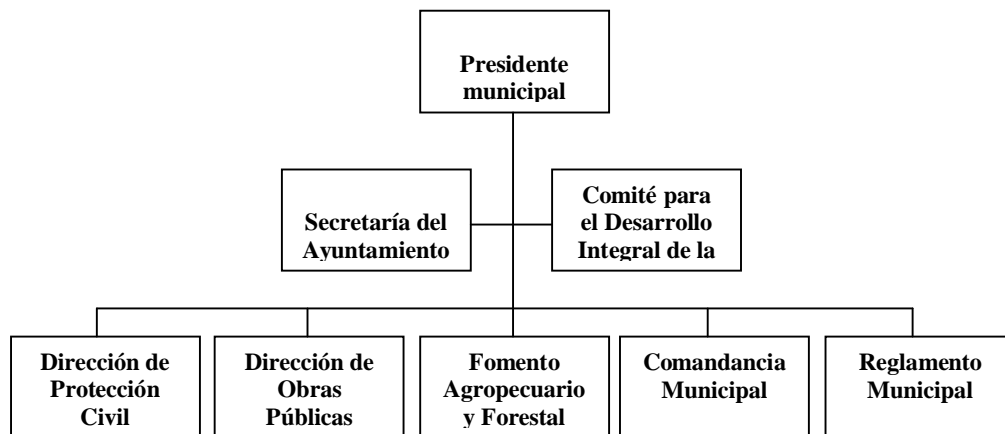 Presidente
municipal
Secretaría del
Ayuntamiento
Comité para
el Desarrollo
Integral de la
Dirección de
Protección
Civil
Dirección de
Obras
Públicas
Fomento
Agropecuario
y Forestal
Comandancia
Municipal
Reglamento
Municipal